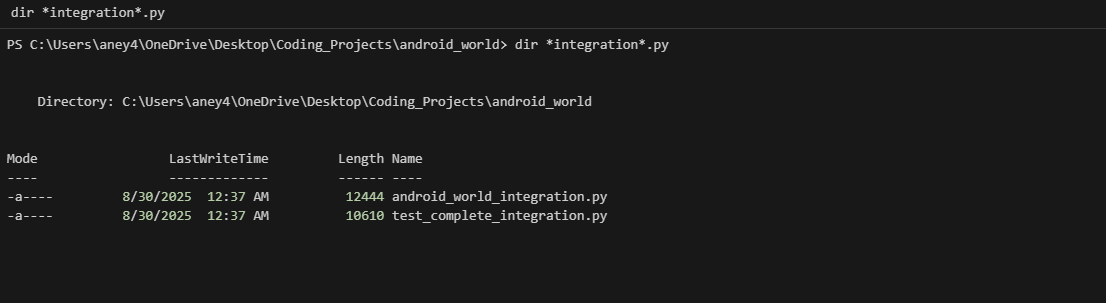 dir *integration*.py
PS C:\Users\aney4\OneDrive\Desktop\Coding_Projects\android_world> dir *integration*.py
Directory: C:\Users\aney4\OneDrive\Desktop\Coding_Projects\android_world
Mode                 LastWriteTime         Length Name
----                 -------------         ------ ----
-a----         8/30/2025  12:37 AM          12444 android_world_integration.py
-a----         8/30/2025  12:37 AM          10610 test_complete_integration.py